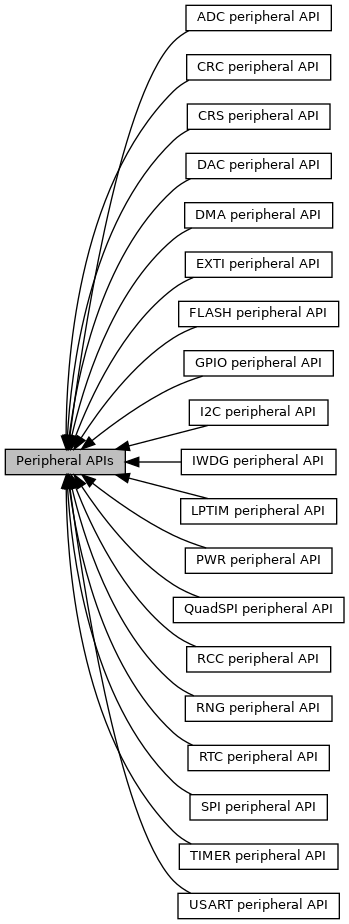 ADC peripheral API
CRC peripheral API
CRS peripheral API
DAC peripheral API
DMA peripheral API
EXTI peripheral API
FLASH peripheral API
GPIO peripheral API
I2C peripheral API
Peripheral APIs
IWDG peripheral API
LPTIM peripheral API
PWR peripheral API
QuadSPI peripheral API
RCC peripheral API
RNG peripheral API
RTC peripheral API
SPI peripheral API
TIMER peripheral API
USART peripheral API